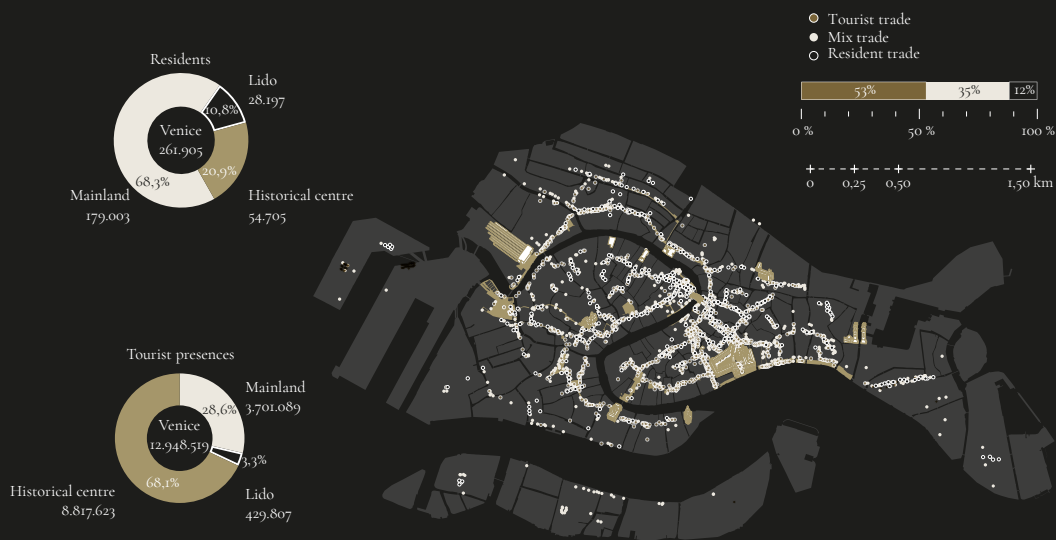 Residents
Lido
28.197
10,8%
Venice
261.905
20,9%
68,3%
Mainland
179.003
Historical centre
54.705
Tourist presences
Mainland
3.701.089
28,6%
Venice
12.948.519
3,3%
68,1%
Historical centre
8.817.623
Lido
429.807
Tourist trade
Mix trade
Resident trade
53% 35% 12%
0 % 50 % 100 %
0 0,25 0,50 1,50 km